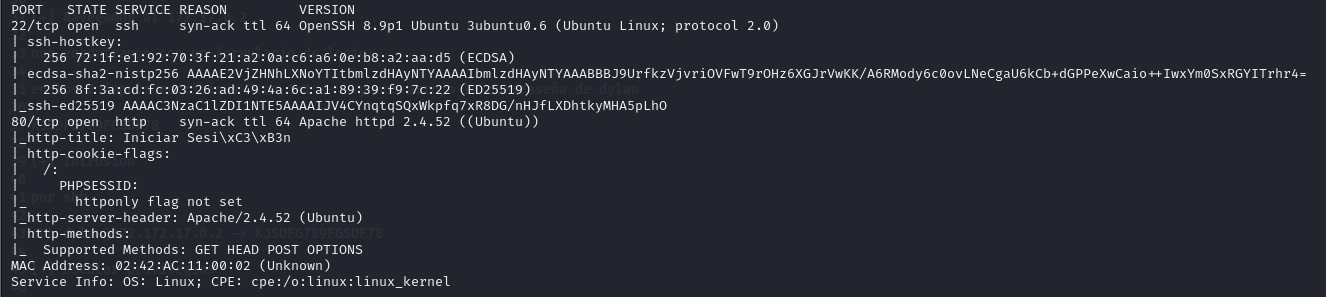 PORT   STATE SERVICE REASON         VERSION
22/tcp open  ssh     syn-ack ttl 64 OpenSSH 8.9p1 Ubuntu 3ubuntu0.6 (Ubuntu Linux; protocol 2.0)
| ssh-hostkey:
|   256 72:1f:e1:92:70:3f:21:a2:0a:c6:a6:0e:b8:a2:aa:d5 (ECDSA)
| ecdsa-sha2-nistp256 AAAAE2VjZHNhLXNoYTItbmlzdHAyNTYAAAAIbmlzdHAyNTYAAABBBJ9UrfkzVjvriOVFwT9rOHz6XGJrVwKK/A6RMody6c0ovLNeCgaU6kCb+dGPPeXwCaio++IwxYm0SxRGYITrhr4=
|   256 8f:3a:cd:fc:03:26:ad:49:4a:6c:a1:89:39:f9:7c:22 (ED25519)
|_ssh-ed25519 AAAAC3NzaC1lZDI1NTE5AAAAIJV4CYnqtqSQxWkpfq7xR8DG/nHJfLXDhtkyMHA5pLhO
80/tcp open  http    syn-ack ttl 64 Apache httpd 2.4.52 ((Ubuntu))
|_http-title: Iniciar Sesi\xC3\xB3n
| http-cookie-flags:
|   /:
|     PHPSESSID:
|_      httponly flag not set
|_http-server-header: Apache/2.4.52 (Ubuntu)
| http-methods:
|_  Supported Methods: GET HEAD POST OPTIONS
MAC Address: 02:42:AC:11:00:02 (Unknown)
Service Info: OS: Linux; CPE: cpe:/o:linux:linux_kernel